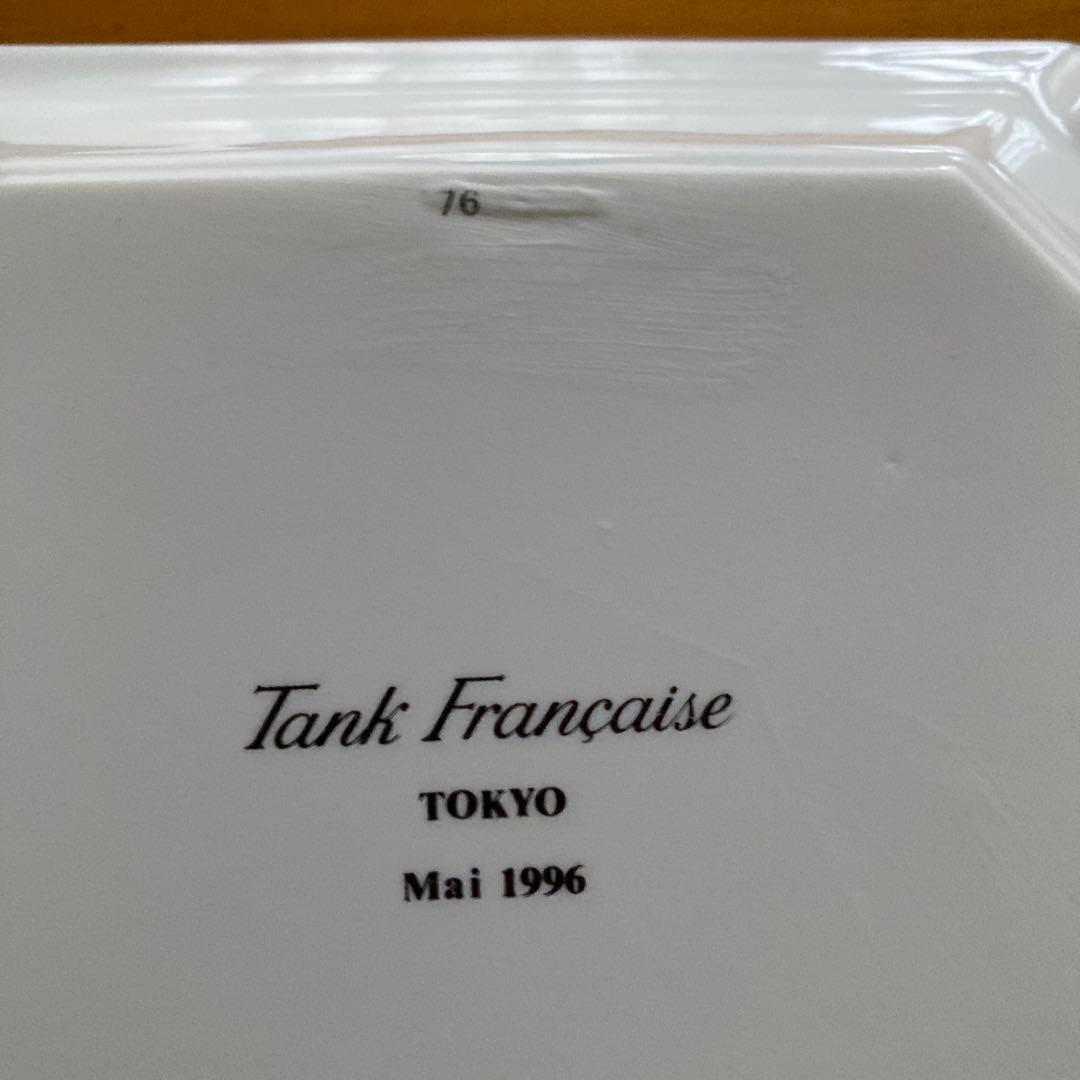 76
Tank Française
TOKYO
Mai 1996